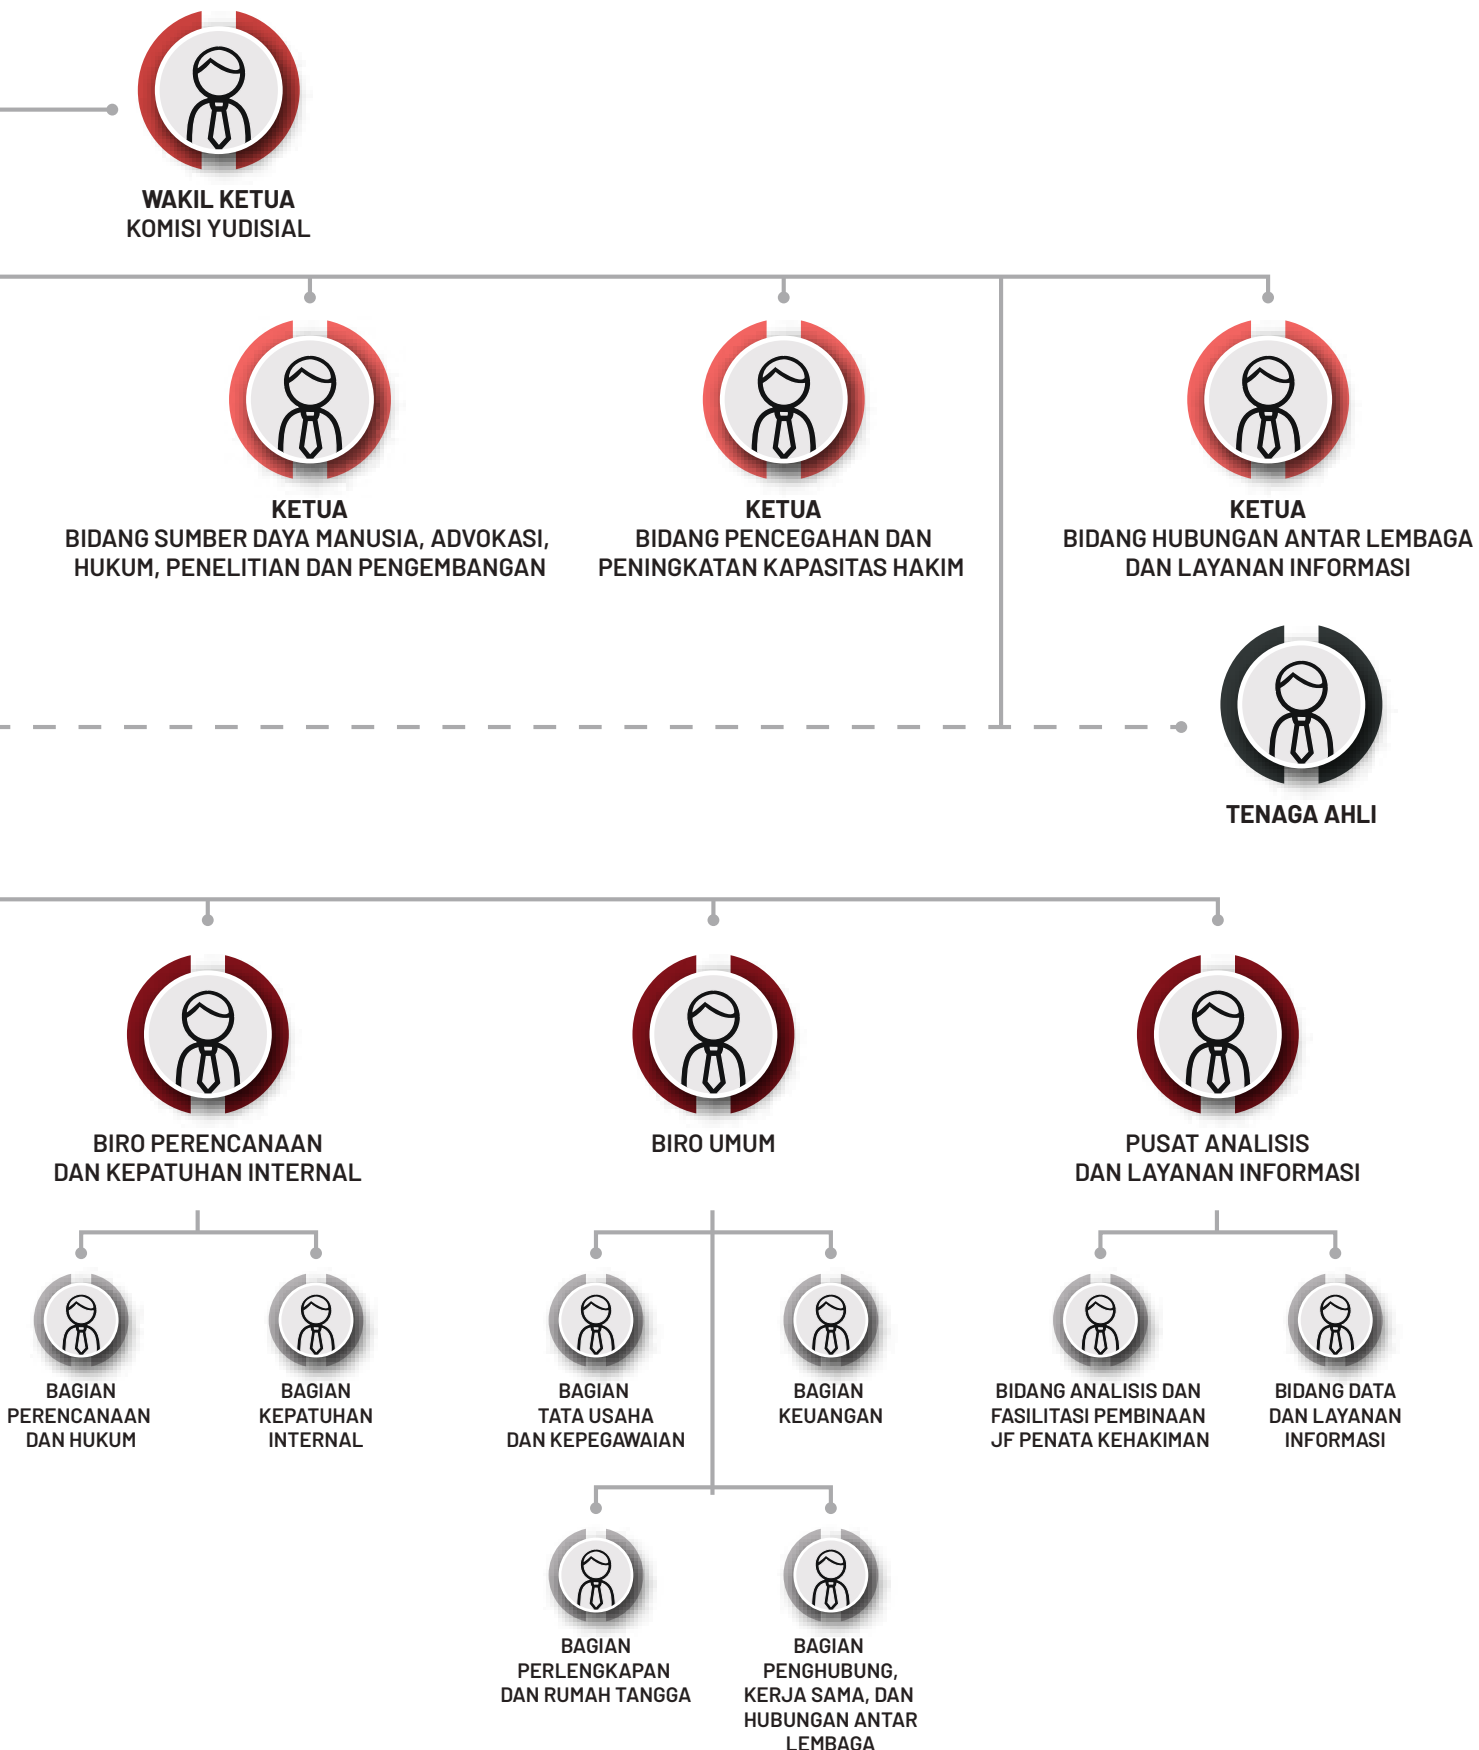 WAKIL KETUA
KOMISI YUDISIAL
KETUA
BIDANG SUMBER DAYA MANUSIA, ADVOKASI,
HUKUM, PENELITIAN DAN PENGEMBANGAN
KETUA
BIDANG PENCEGAHAN DAN
PENINGKATAN KAPASITAS HAKIM
KETUA
BIDANG HUBUNGAN ANTAR LEMBAGA
DAN LAYANAN INFORMASI
TENAGA AHLI
BIRO PERENCANAAN
DAN KEPATUHAN INTERNAL
BIRO UMUM
PUSAT ANALISIS
DAN LAYANAN INFORMASI
BAGIAN
PERENCANAAN
DAN HUKUM
BAGIAN
KEPATUHAN
INTERNAL
BAGIAN
TATA USAHA
DAN KEPEGAWAIAN
BAGIAN
KEUANGAN
BIDANG ANALISIS DAN
FASILITASI PEMBINAAN
JF PENATA KEHAKIMAN
BIDANG DATA
DAN LAYANAN
INFORMASI
BAGIAN
PERLENGKAPAN
DAN RUMAH TANGGA
BAGIAN
PENGHUBUNG,
KERJA SAMA, DAN
HUBUNGAN ANTAR
LEMBAGA